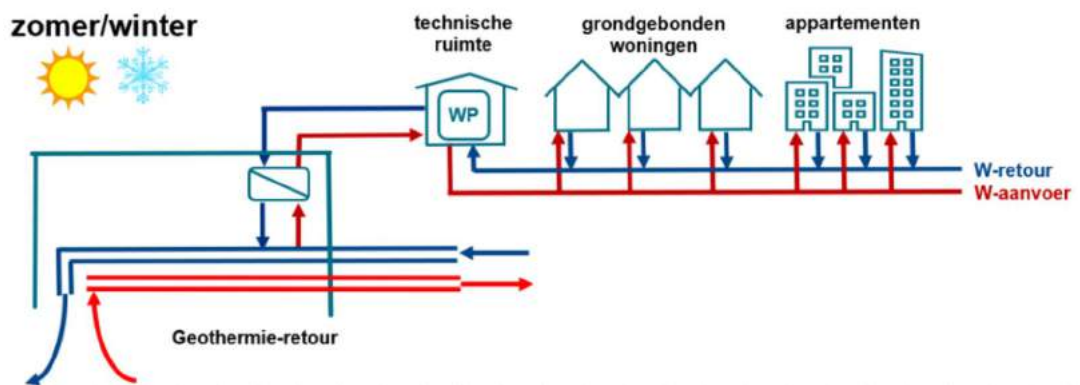 zomer/winter
technische
ruimte
grondgebonden
woningen
appartementen
WP
W-retour
W-aanvoer
Geothermie-retour